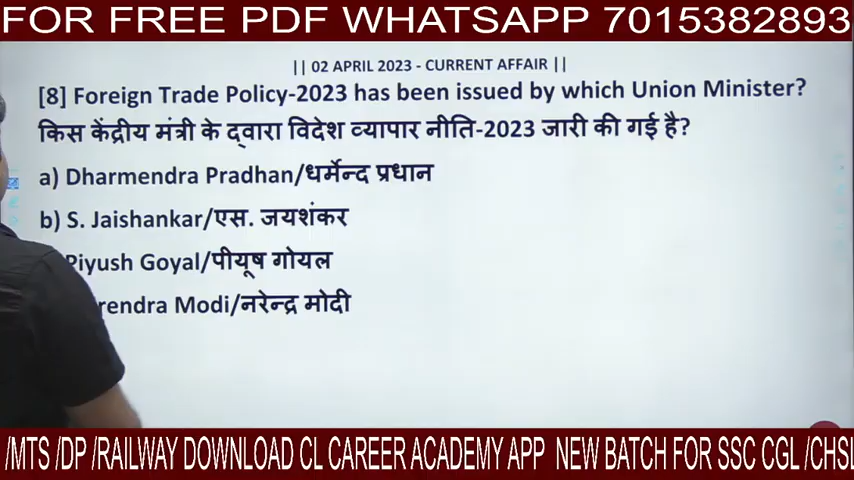 FOR FREE PDF WHATSAPP 7015382893
|| 02 APRIL 2023 - CURRENT AFFAIR ||
[8] Foreign Trade Policy-2023 has been issued by which Union Minister?
किस केंद्रीय मंत्री के द्वारा विदेश व्यापार नीति-2023 जारी की गई है?
a) Dharmendra Pradhan/धर्मेन्द प्रधान
b) S. Jaishankar/एस. जयशंकर
Piyush Goyal/पीयूष गोयल
rendra Modi/नरेन्द्र मोदी
/MTS /DP /RAILWAY DOWNLOAD CL CAREER ACADEMY APP NEW BATCH FOR SSC CGL /CHSL